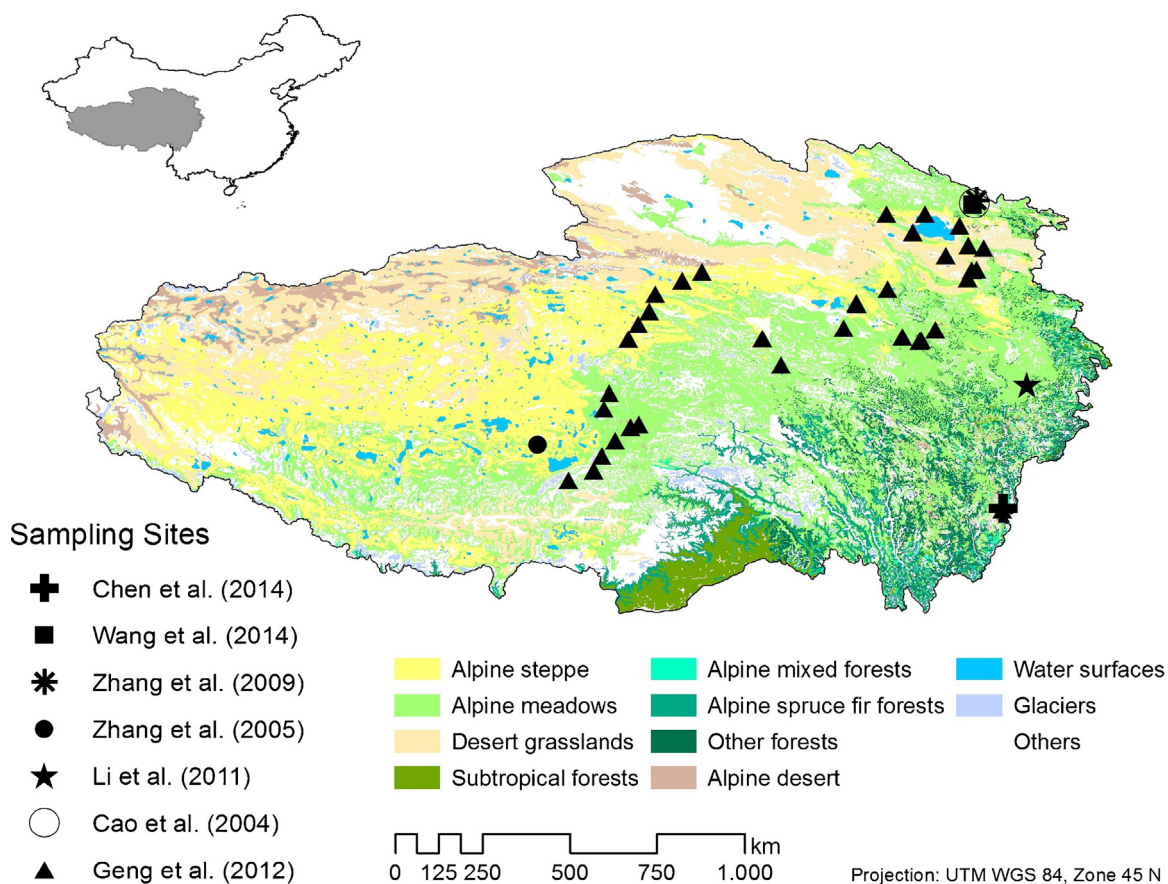 Sampling Sites
Chen et al. (2014)
Wang et al. (2014)
Zhang et al. (2009)
Zhang et al. (2005)
Li et al. (2011)
Cao et al. (2004)
Geng et al. (2012)
Alpine steppe
Alpine meadows
Desert grasslands
Subtropical forests
Alpine mixed forests
Alpine spruce fir forests
Other forests
Alpine desert
Water surfaces
Glaciers
Others
km
0 125 250 500 750 1.000
Projection: UTM WGS 84, Zone 45 N